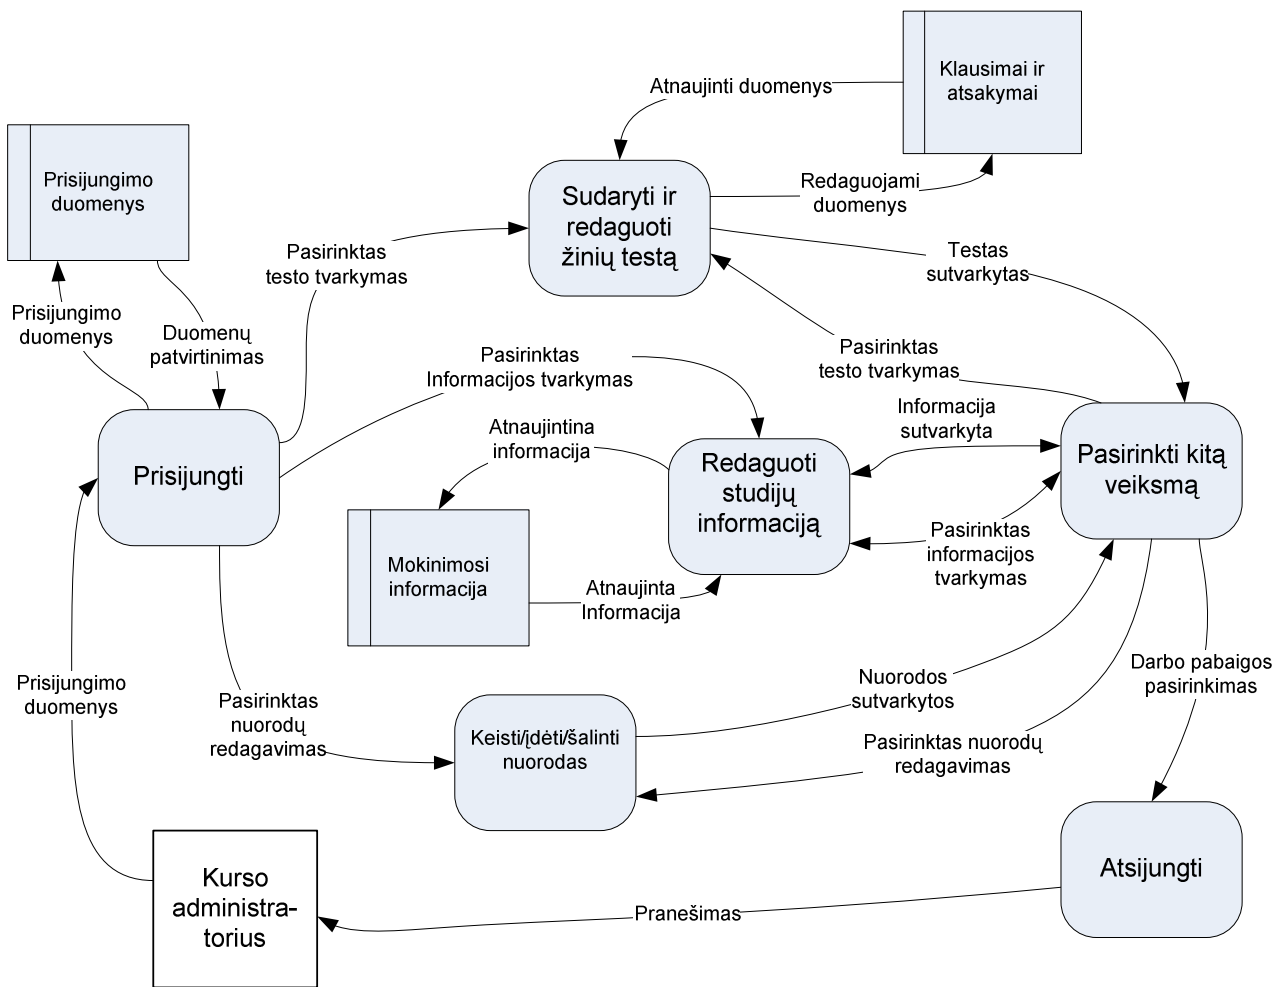 Klausimai ir
atsakymai
Atnaujinti duomenys
Prisijungimo
duomenys
Redaguojami
duomenys
Sudaryti ir
redaguoti
žinių testą
Pasirinktas
testo tvarkymas
Testas
sutvarkytas
Prisijungimo
duomenys
Duomenų
patvirtinimas
Pasirinktas
Informacijos tvarkymas
Pasirinktas
testo tvarkymas
Informacija
sutvarkyta
Atnaujintina
informacija
Prisijungti
Redaguoti
studijų
informaciją
Pasirinkti kitą
veiksmą
Pasirinktas
informacijos
tvarkymas
Mokinimosi
informacija
Atnaujinta
Informacija
Prisijungimo
duomenys
Pasirinktas
nuorodų
redagavimas
Nuorodos
sutvarkytos
Darbo pabaigos
pasirinkimas
Keisti/įdėti/šalinti
nuorodas
Pasirinktas nuorodų
redagavimas
Kurso
administra-
torius
Pranešimas
Atsijungti